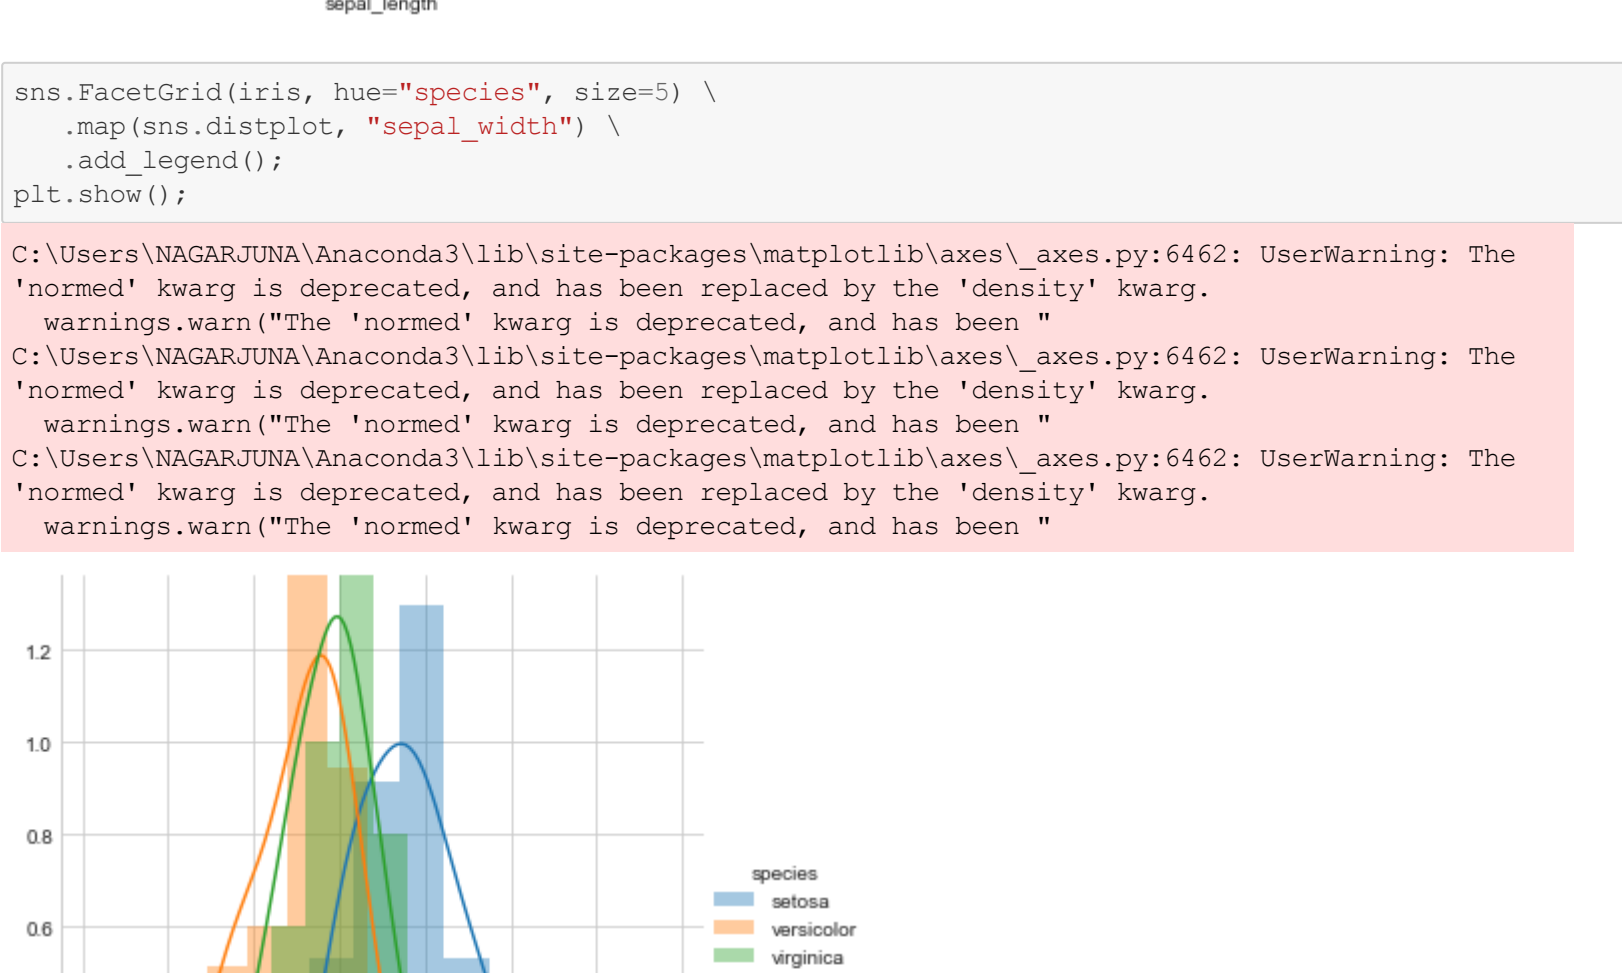 sepal_length
sns.FacetGrid(iris, hue="species", size=5) \
   .map(sns.distplot, "sepal_width") \
   .add_legend();
plt.show();
C:\Users\NAGARJUNA\Anaconda3\lib\site-packages\matplotlib\axes\_axes.py:6462: UserWarning: The
'normed' kwarg is deprecated, and has been replaced by the 'density' kwarg.
  warnings.warn("The 'normed' kwarg is deprecated, and has been "
C:\Users\NAGARJUNA\Anaconda3\lib\site-packages\matplotlib\axes\_axes.py:6462: UserWarning: The
'normed' kwarg is deprecated, and has been replaced by the 'density' kwarg.
  warnings.warn("The 'normed' kwarg is deprecated, and has been "
C:\Users\NAGARJUNA\Anaconda3\lib\site-packages\matplotlib\axes\_axes.py:6462: UserWarning: The
'normed' kwarg is deprecated, and has been replaced by the 'density' kwarg.
  warnings.warn("The 'normed' kwarg is deprecated, and has been "
1.2
1.0
0.8
0.6
species
setosa
versicolor
virginica